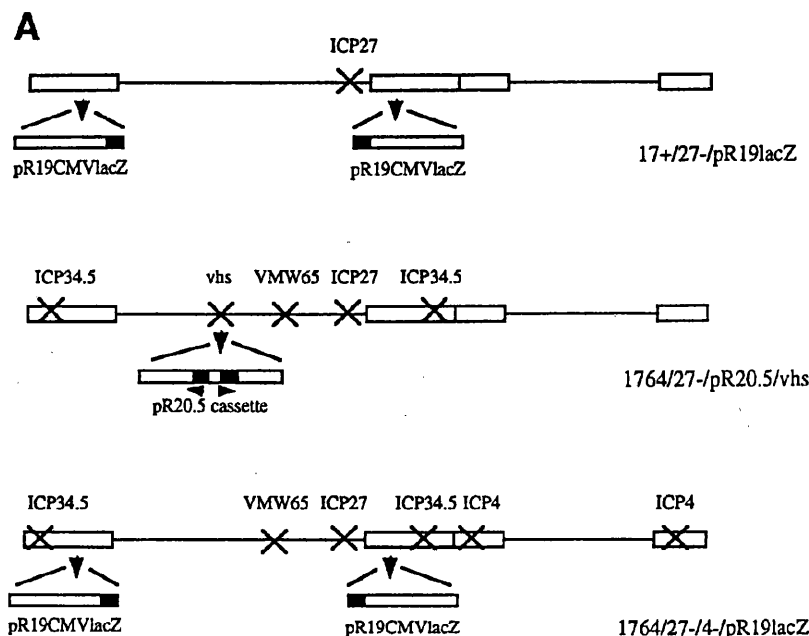 A
ICP27
pR19CMVlacZ pR19CMVlacZ
17+/27-/pR19lacZ
ICP34.5 vhs VMW65 ICP27 ICP34.5
pR20.5 cassette
1764/27-/pR20.5/vhs
ICP34.5 VMW65 ICP27 ICP34.5 ICP4 ICP4
pR19CMVlacZ pR19CMVlacZ
1764/27-/4-/pR19lacZ